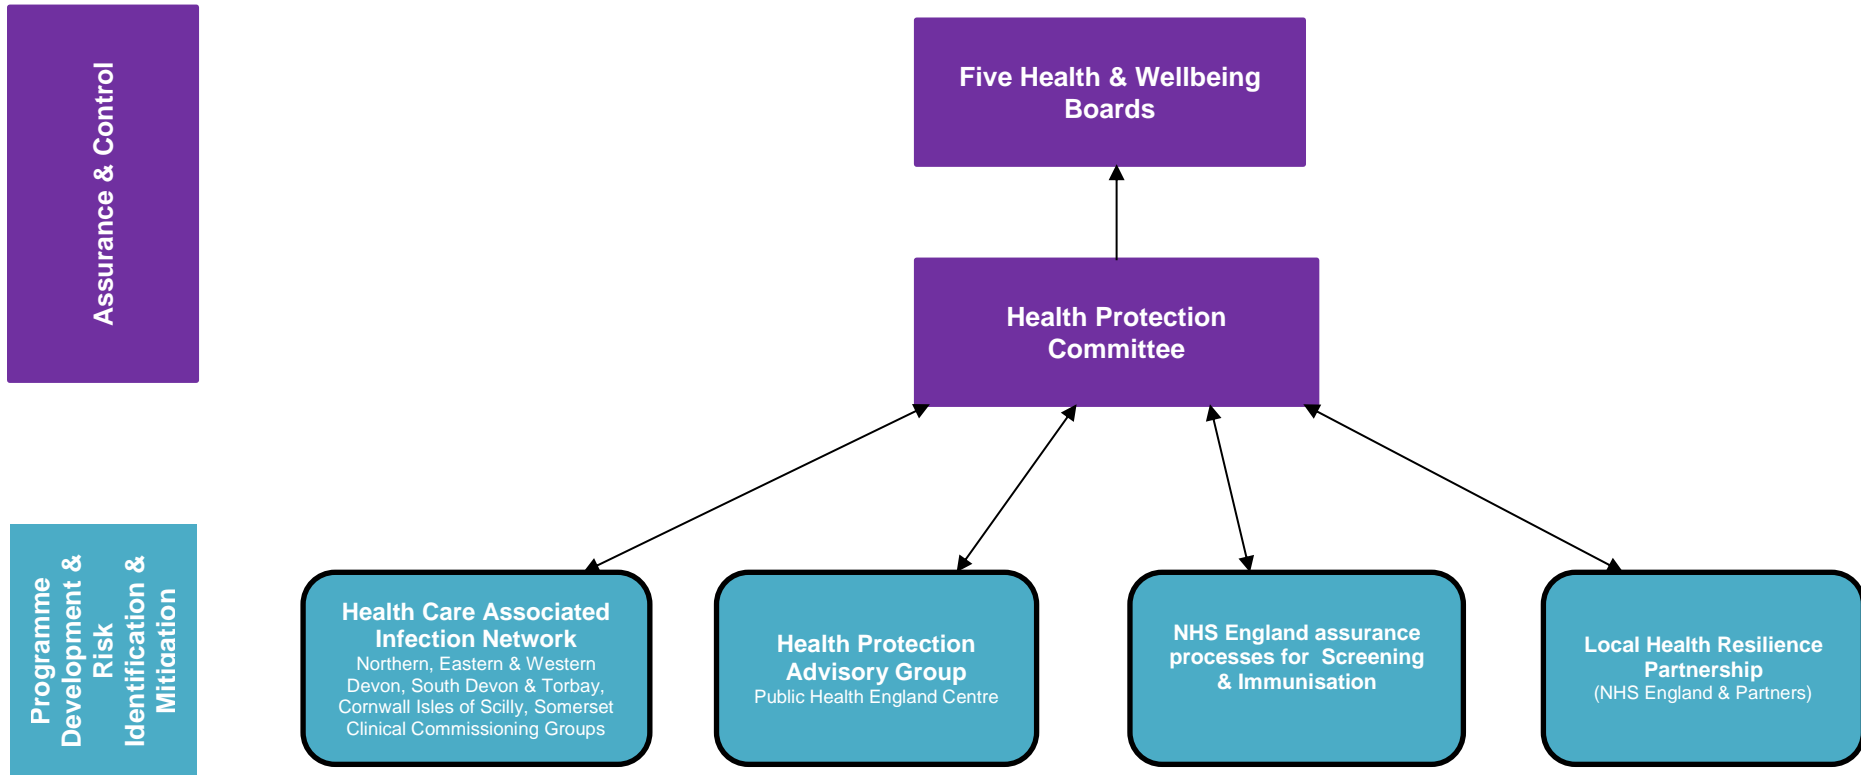 Assurance & Control
Five Health & Wellbeing
Boards
Health Protection
Committee
Programme
Development &
Risk
Identification &
Mitigation
Health Care Associated
Infection Network
Northern, Eastern & Western
Devon, South Devon & Torbay,
Cornwall Isles of Scilly, Somerset
Clinical Commissioning Groups
Health Protection
Advisory Group
Public Health England Centre
NHS England assurance
processes for Screening
& Immunisation
Local Health Resilience
Partnership
(NHS England & Partners)